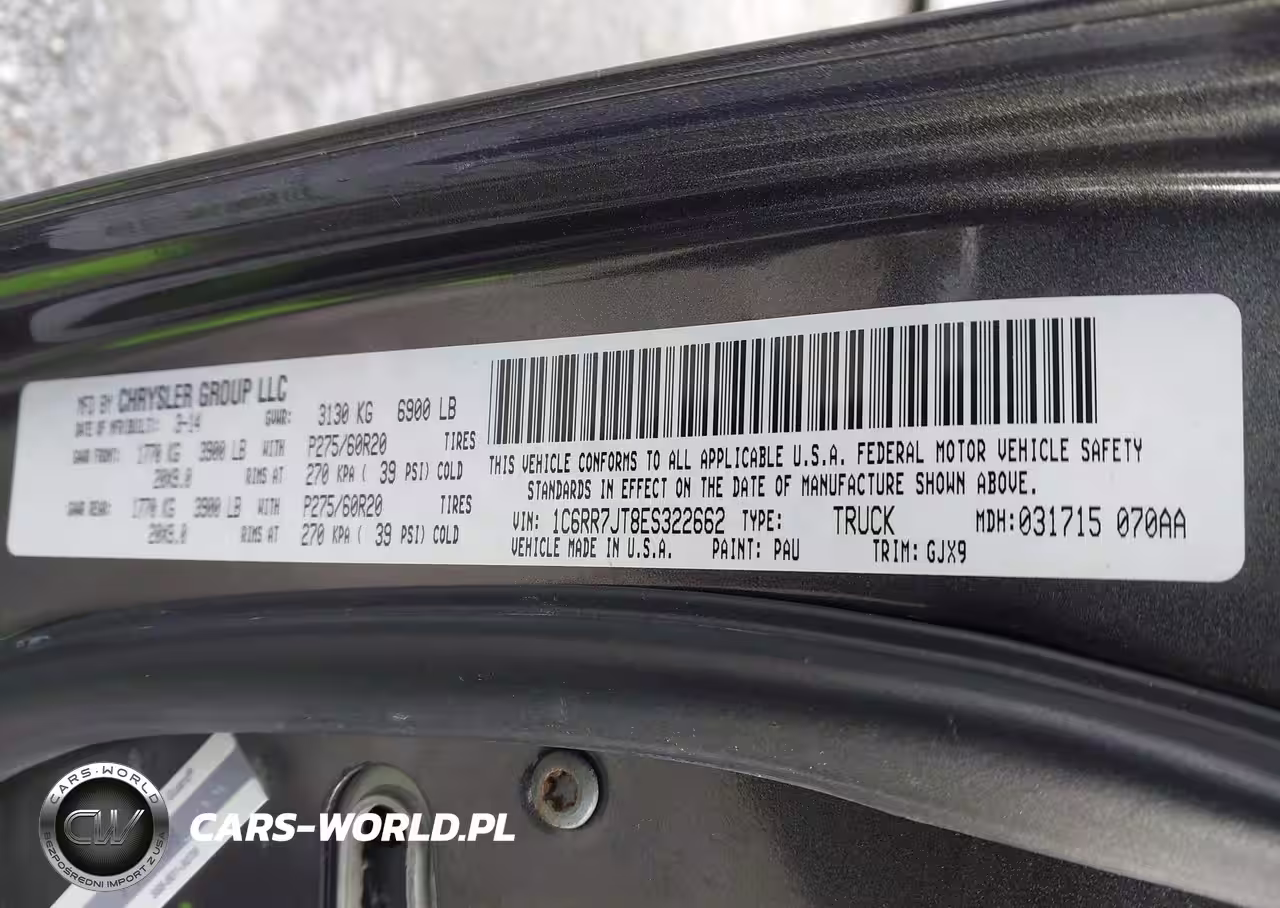 MFD BY CHRYSLER GROUP LLC
DATE OF MFR(BUILT): 3-14 GVWR: 3130 KG 6900 LB
GAWR FRONT: 1770 KG 3900 LB WITH P275/60R20 TIRES
20X9.0 RIMS AT 270 KPA ( 39 PSI) COLD
GAWR REAR: 1770 KG 3900 LB WITH P275/60R20 TIRES
20X9.0 RIMS AT 270 KPA ( 39 PSI) COLD
THIS VEHICLE CONFORMS TO ALL APPLICABLE U.S.A. FEDERAL MOTOR VEHICLE SAFETY
STANDARDS IN EFFECT ON THE DATE OF MANUFACTURE SHOWN ABOVE.
VIN: 1C6RR7JT8ES322662 TYPE: TRUCK MDH:031715 070AA
VEHICLE MADE IN U.S.A. PAINT: PAU TRIM: GJX9
CARS-WORLD
CW
BEZPOŚREDNI IMPORT Z USA
CARS-WORLD.PL